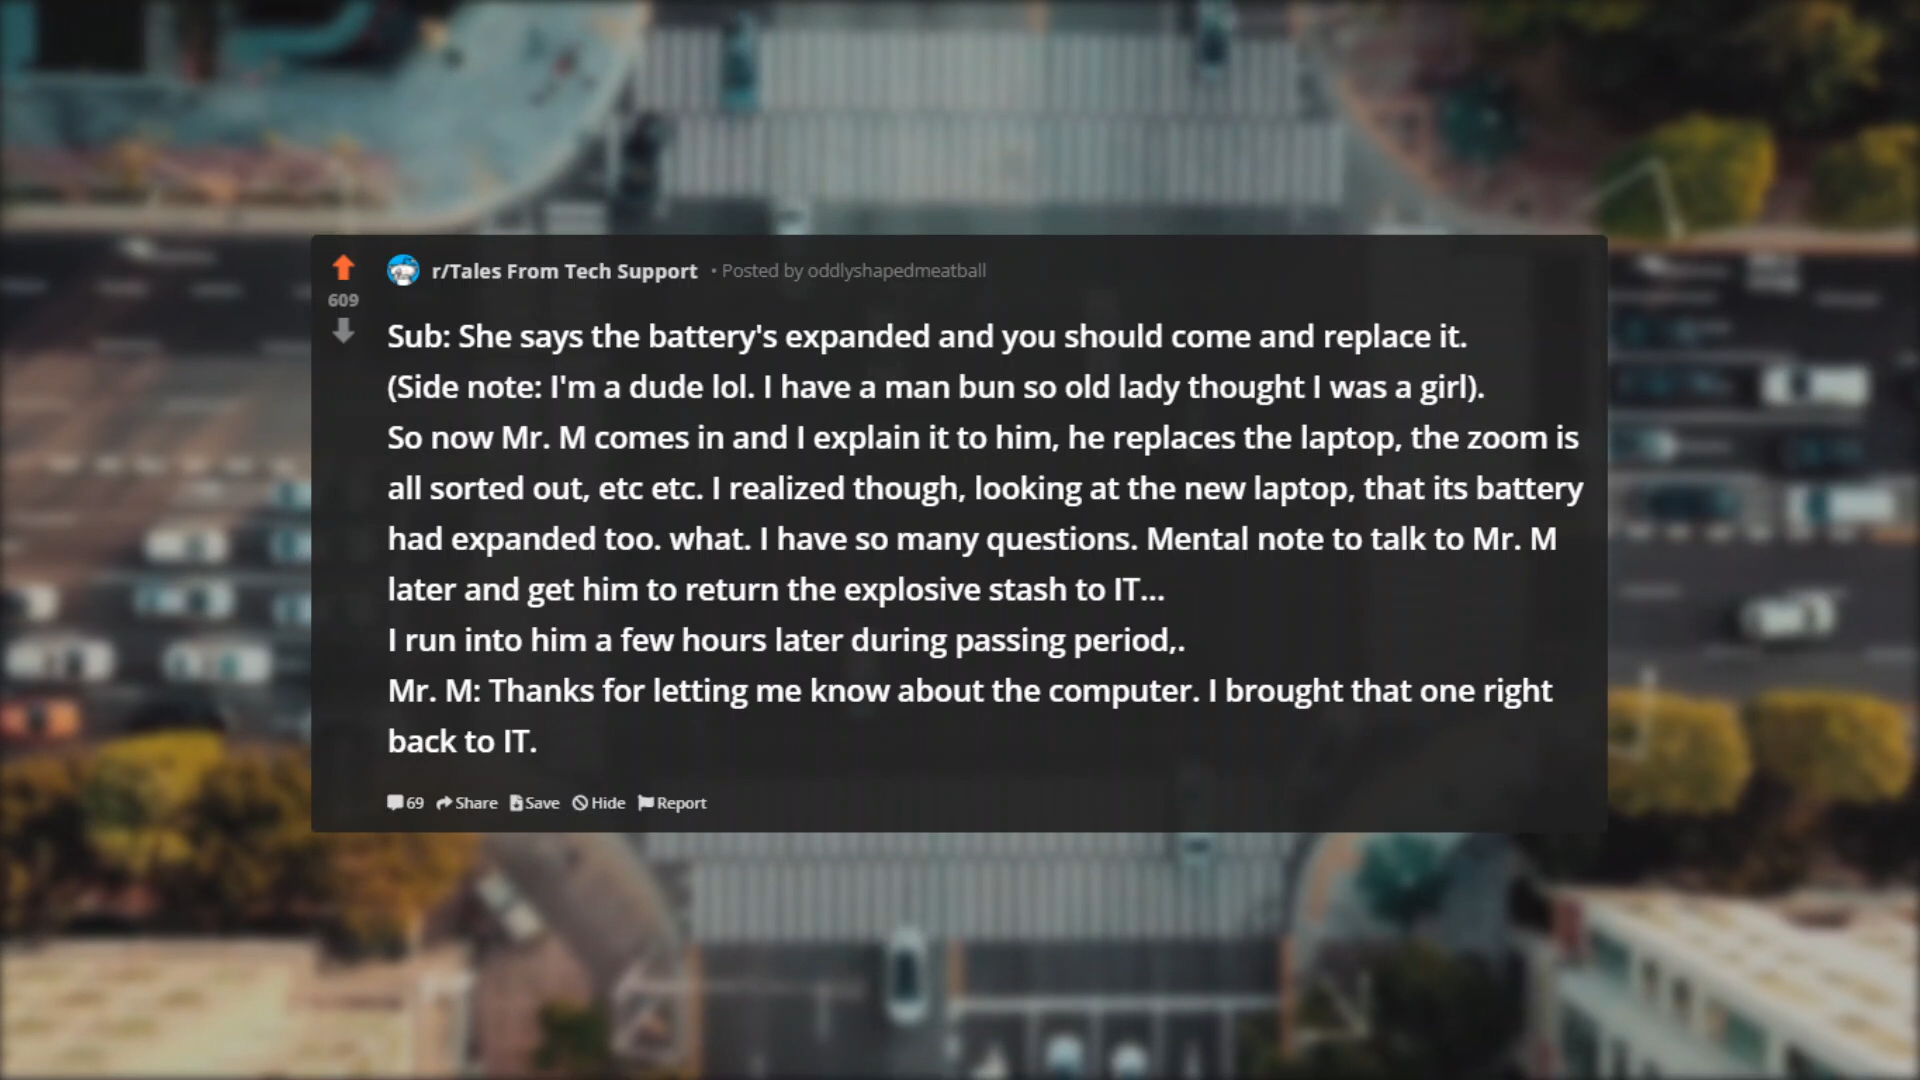 r/Tales From Tech Support • Posted by oddlyshapedmeatball
609
Sub: She says the battery's expanded and you should come and replace it.
(Side note: I'm a dude lol. I have a man bun so old lady thought I was a girl).
So now Mr. M comes in and I explain it to him, he replaces the laptop, the zoom is
all sorted out, etc etc. I realized though, looking at the new laptop, that its battery
had expanded too. what. I have so many questions. Mental note to talk to Mr. M
later and get him to return the explosive stash to IT...
I run into him a few hours later during passing period,.
Mr. M: Thanks for letting me know about the computer. I brought that one right
back to IT.
69 Share Save Hide Report